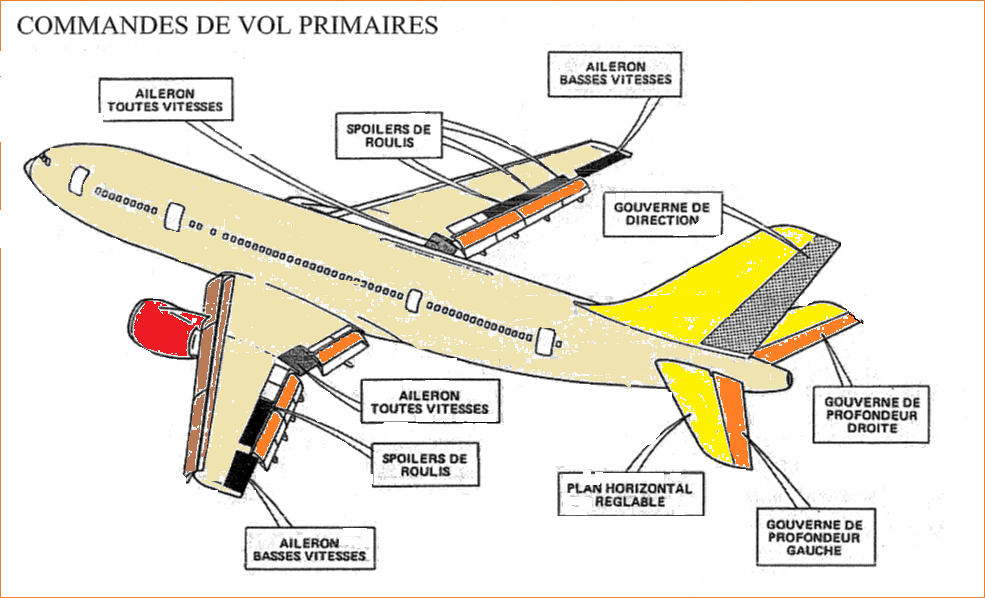 COMMANDES DE VOL PRIMAIRES
AILERON
BASSES VITESSES
AILERON
TOUTES VITESSES
SPOILERS DE
ROULIS
GOUVERNE DE
DIRECTION
AILERON
TOUTES VITESSES
GOUVERNE DE
PROFONDEUR
DROITE
SPOILERS DE
ROULIS
PLAN HORIZONTAL
REGLABLE
GOUVERNE DE
PROFONDEUR
GAUCHE
AILERON
BASSES VITESSES